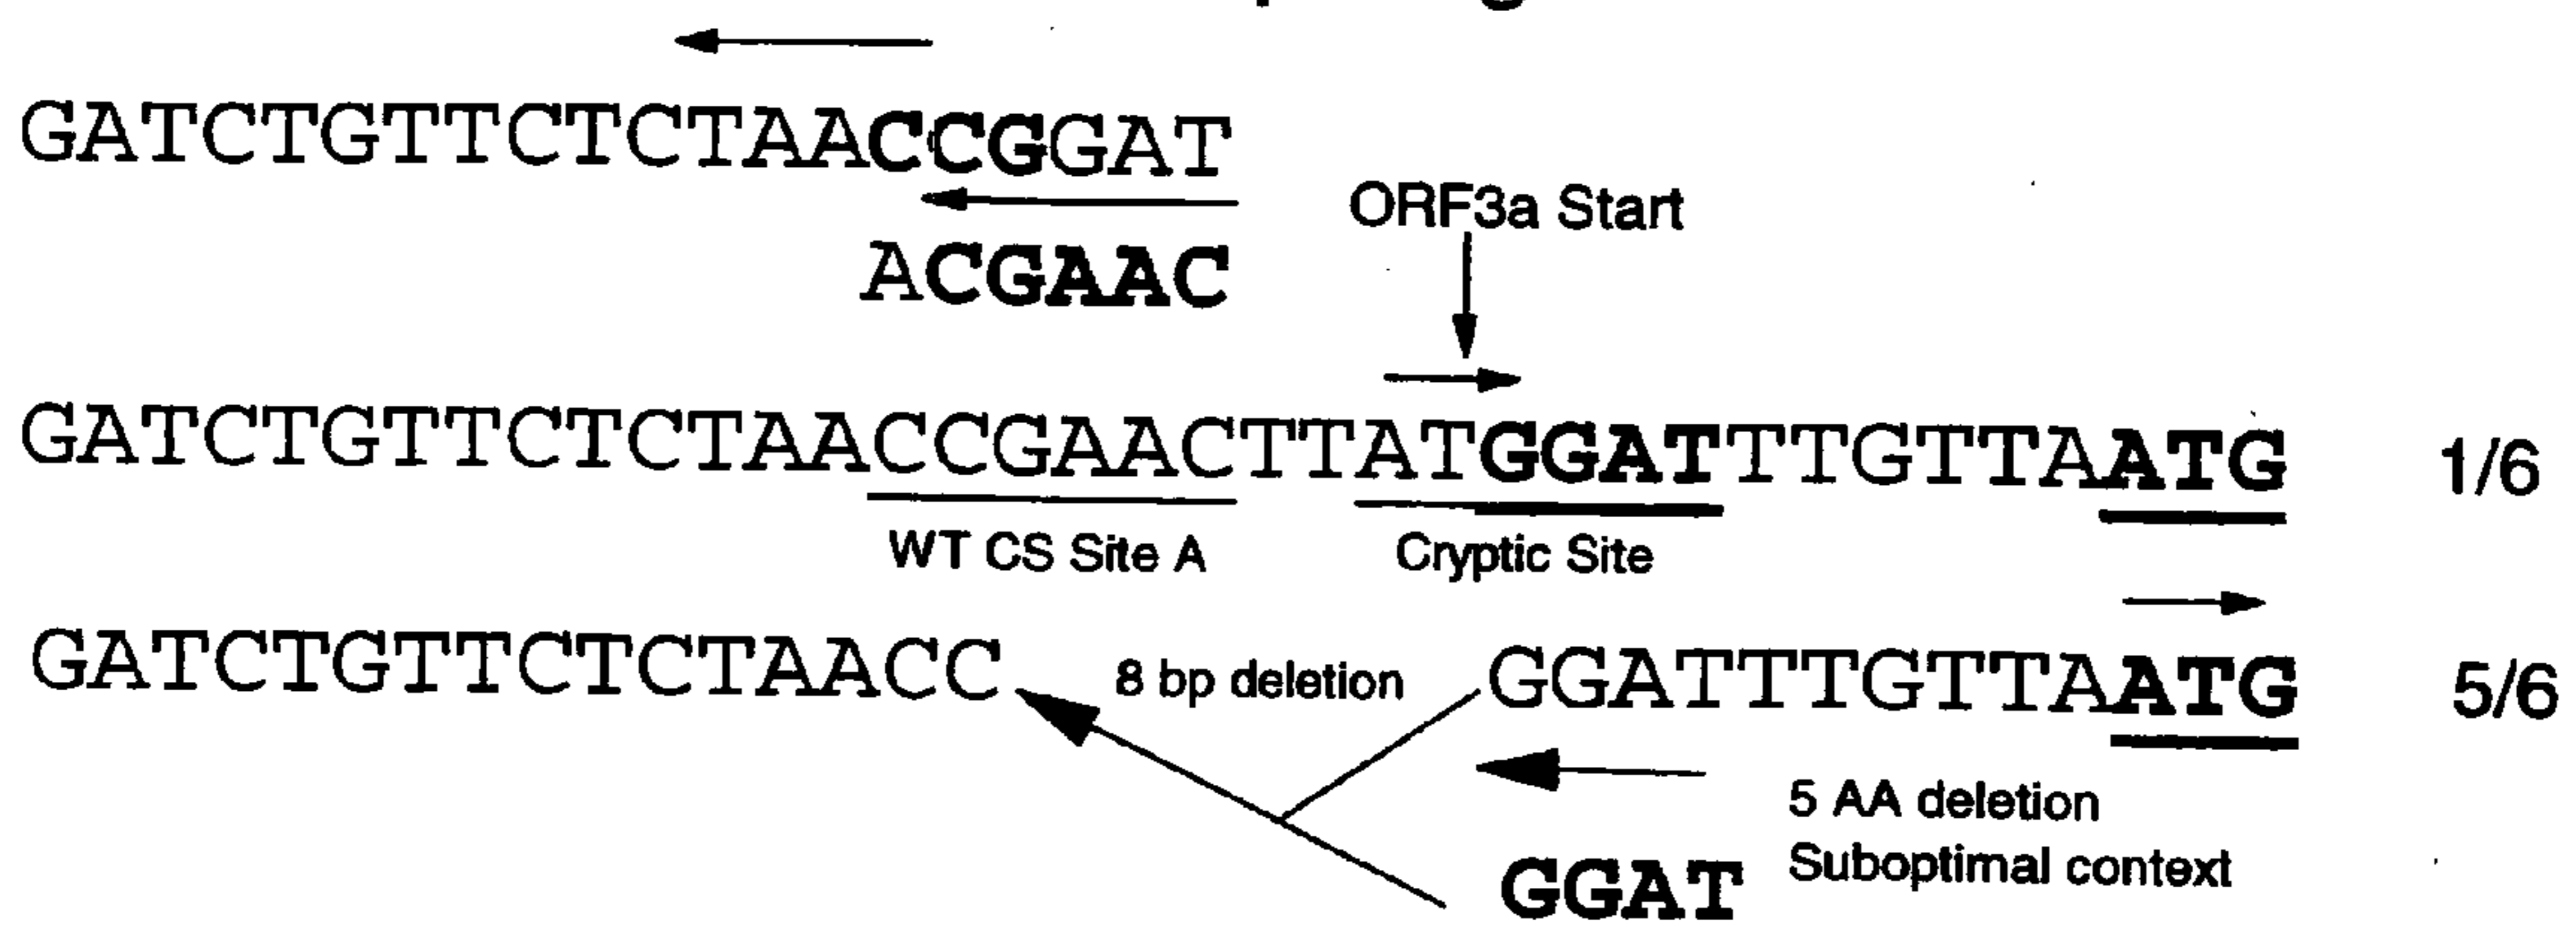 GATCTGTTCTCTAACCGGAT
ORF3a Start
ACGAAC
GATCTGTTCTCTAACCGAACTTATGGATTTGTTAATG 1/6
WT CS Site A Cryptic Site
GATCTGTTCTCTAACC 8 bp deletion GGATTTGTTAATG 5/6
5 AA deletion
Suboptimal context
GGAT